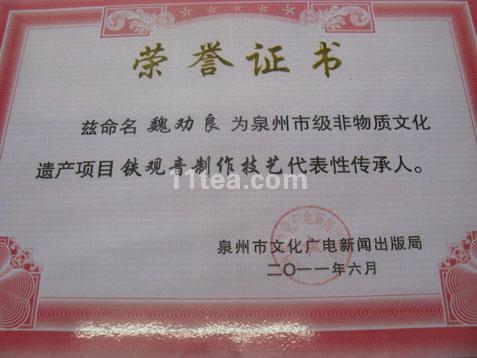 荣誉证书
兹命名 魏劝良 为泉州市级非物质文化
遗产项目 铁观音制作技艺 代表性传承人。
11tea.com
泉州市文化广电新闻出版局
二〇一一年六月